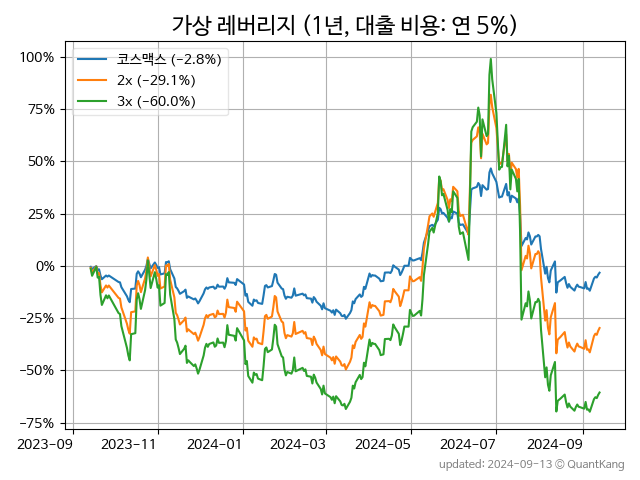 가상 레버리지 (1년, 대출 비용: 연 5%)
코스맥스 (−2.8%)
2x (−29.1%)
3x (−60.0%)
100%
75%
50%
25%
0%
−25%
−50%
−75%
2023-09 2023-11 2024-01 2024-03 2024-05 2024-07 2024-09
updated: 2024-09-13 © QuantKang